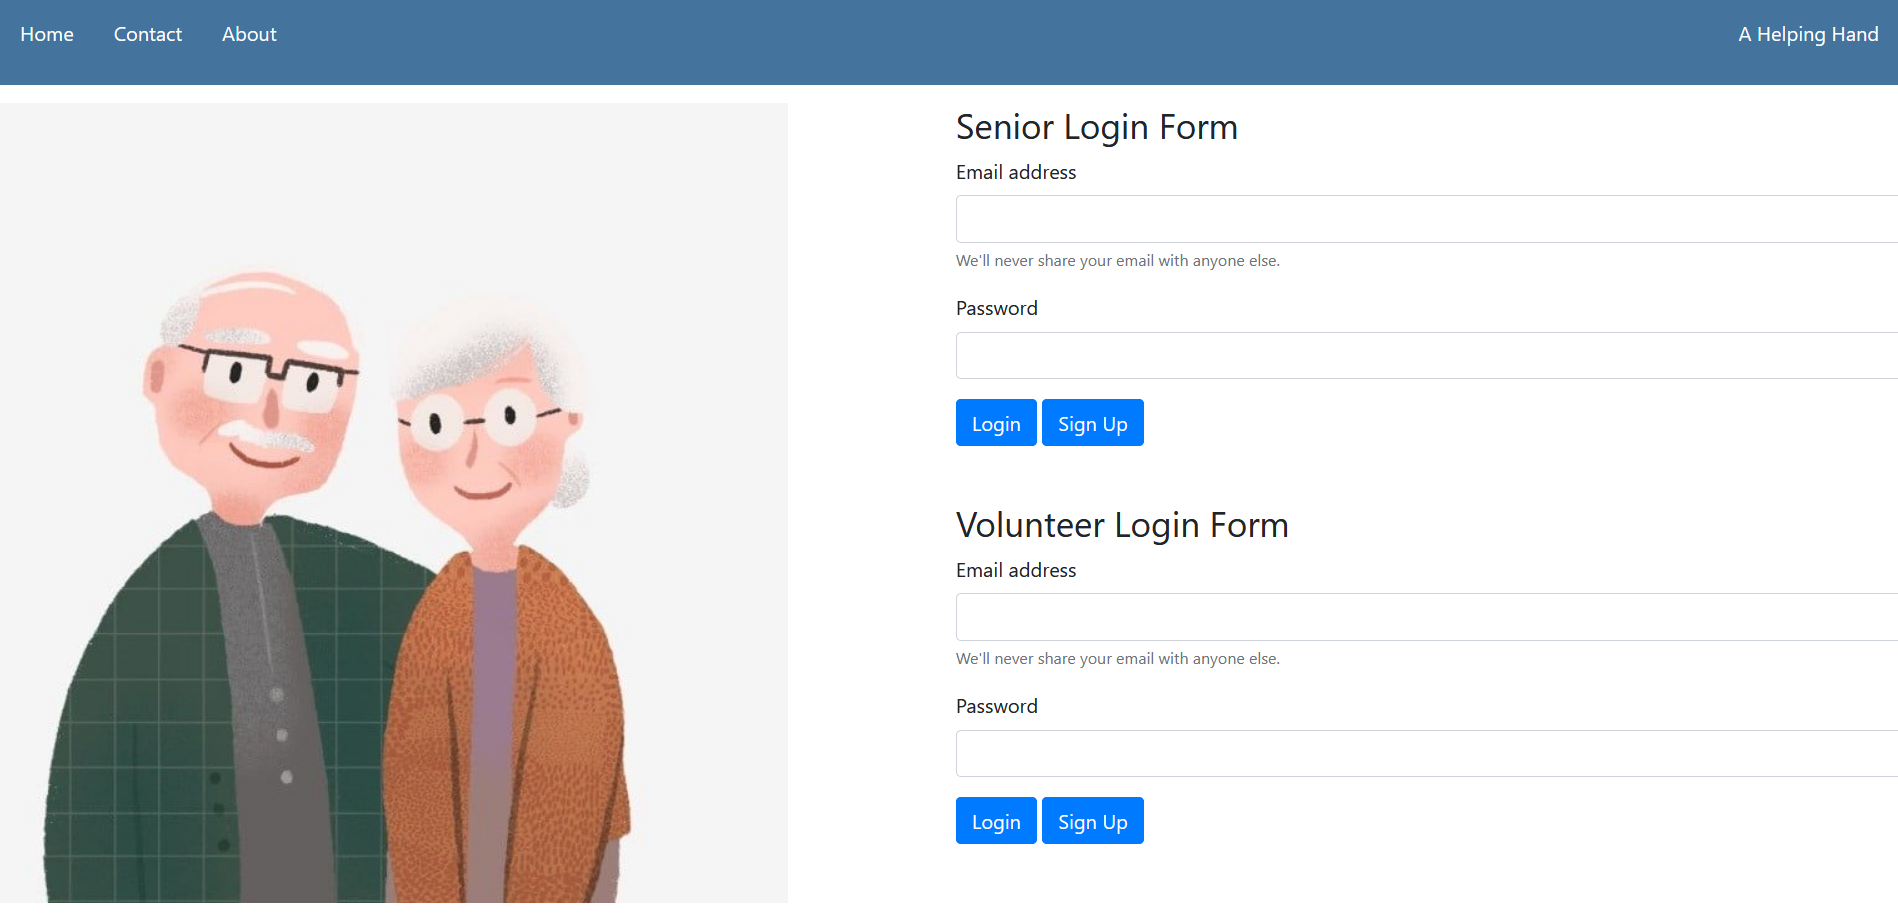 Home Contact About A Helping Hand
Senior Login Form
Email address
We'll never share your email with anyone else.
Password
Login Sign Up
Volunteer Login Form
Email address
We'll never share your email with anyone else.
Password
Login Sign Up